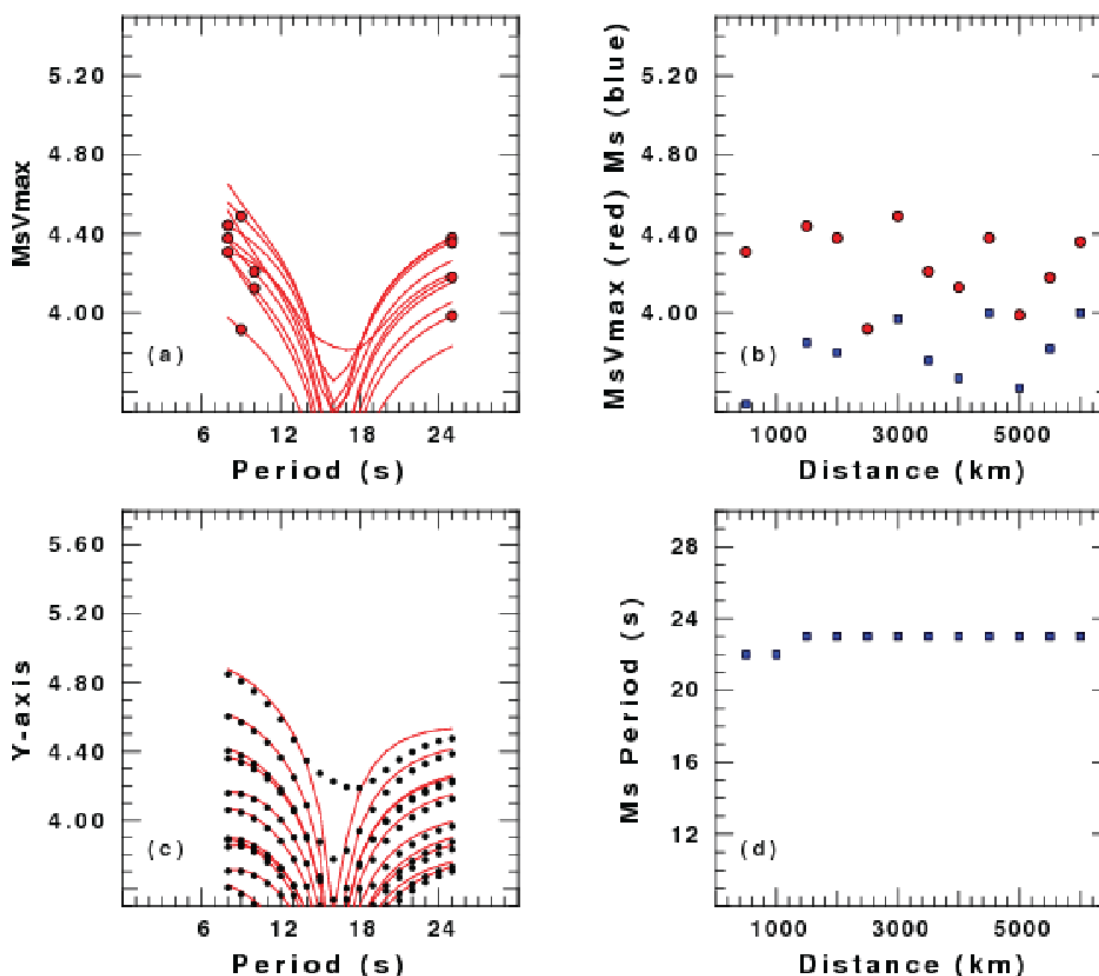 MsVmax
5.20
4.80
4.40
4.00
(a)
6 12 18 24
Period (s)
MsVmax (red) Ms (blue)
5.20
4.80
4.40
4.00
(b)
1000 3000 5000
Distance (km)
Y-axis
5.60
5.20
4.80
4.40
4.00
(c)
6 12 18 24
Period (s)
Ms Period (s)
28
24
20
16
12
(d)
1000 3000 5000
Distance (km)